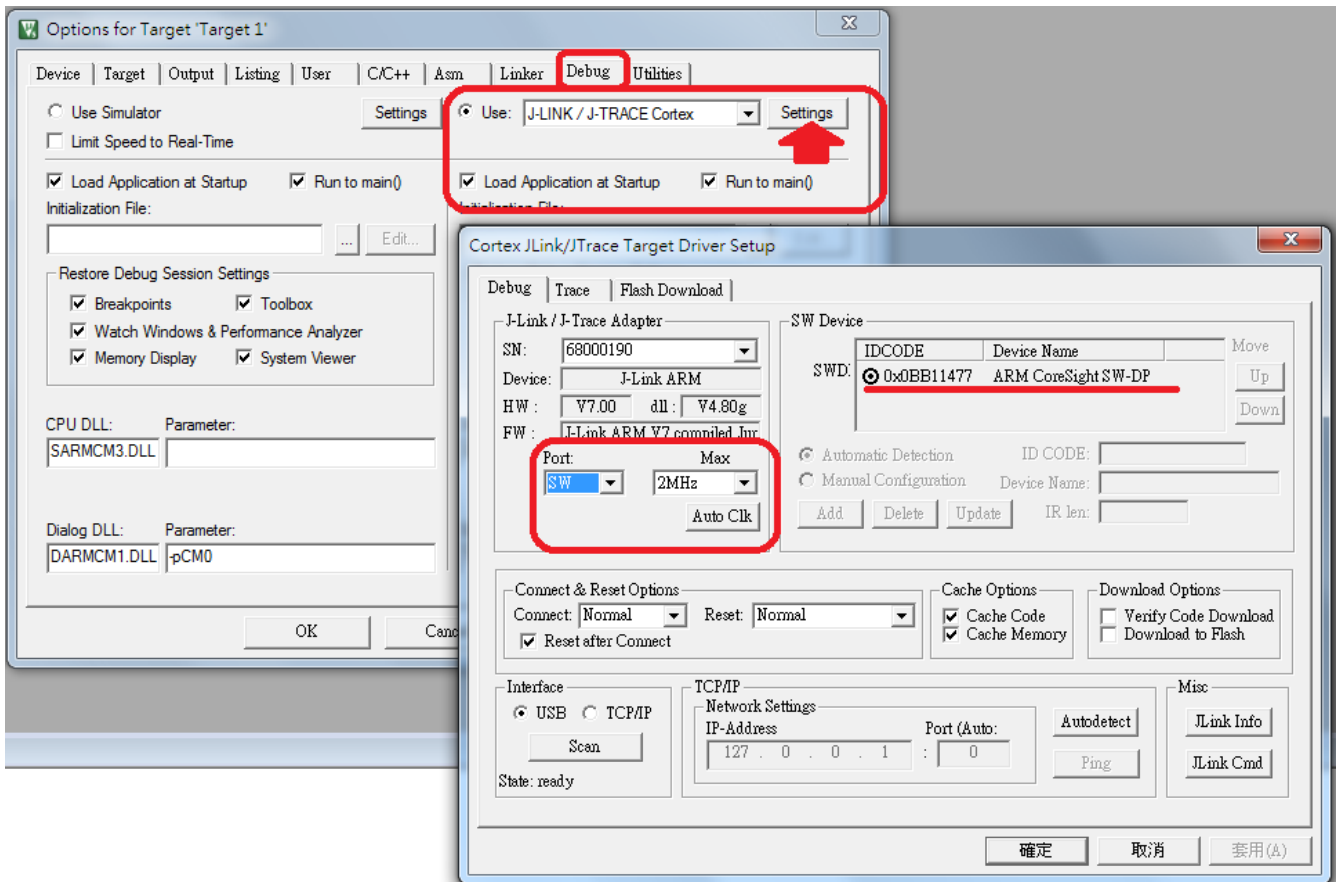 Options for Target 'Target 1'
Device Target Output Listing User C/C++ Asm Linker Debug Utilities
Use Simulator Settings
Limit Speed to Real-Time
Use: J-LINK / J-TRACE Cortex Settings
Load Application at Startup Run to main()
Initialization File:
... Edit...
Load Application at Startup Run to main()
Initialization File:
Restore Debug Session Settings
Breakpoints Toolbox
Watch Windows & Performance Analyzer
Memory Display System Viewer
CPU DLL: Parameter:
SARMCM3.DLL
Dialog DLL: Parameter:
DARMCM1.DLL -pCM0
OK Canc
Cortex JLink/JTrace Target Driver Setup
Debug Trace Flash Download
J-Link / J-Trace Adapter
SN: 68000190
Device: J-Link ARM
HW : V7.00 dll : V4.80g
FW : J-Link ARM V7 compiled Jur
Port: Max
SW 2MHz
Auto Clk
SW Device
IDCODE Device Name Move
SWD: 0x0BB11477 ARM CoreSight SW-DP Up
Down
Automatic Detection ID CODE:
Manual Configuration Device Name:
Add Delete Update IR len:
Connect & Reset Options
Connect: Normal Reset: Normal
Reset after Connect
Cache Options
Cache Code
Cache Memory
Download Options
Verify Code Download
Download to Flash
Interface
USB TCP/IP
Scan
State: ready
TCP/IP
Network Settings
IP-Address Port (Auto:
127 . 0 . 0 . 1 : 0
Autodetect
Ping
Misc
JLink Info
JLink Cmd
確定 取消 套用(A)